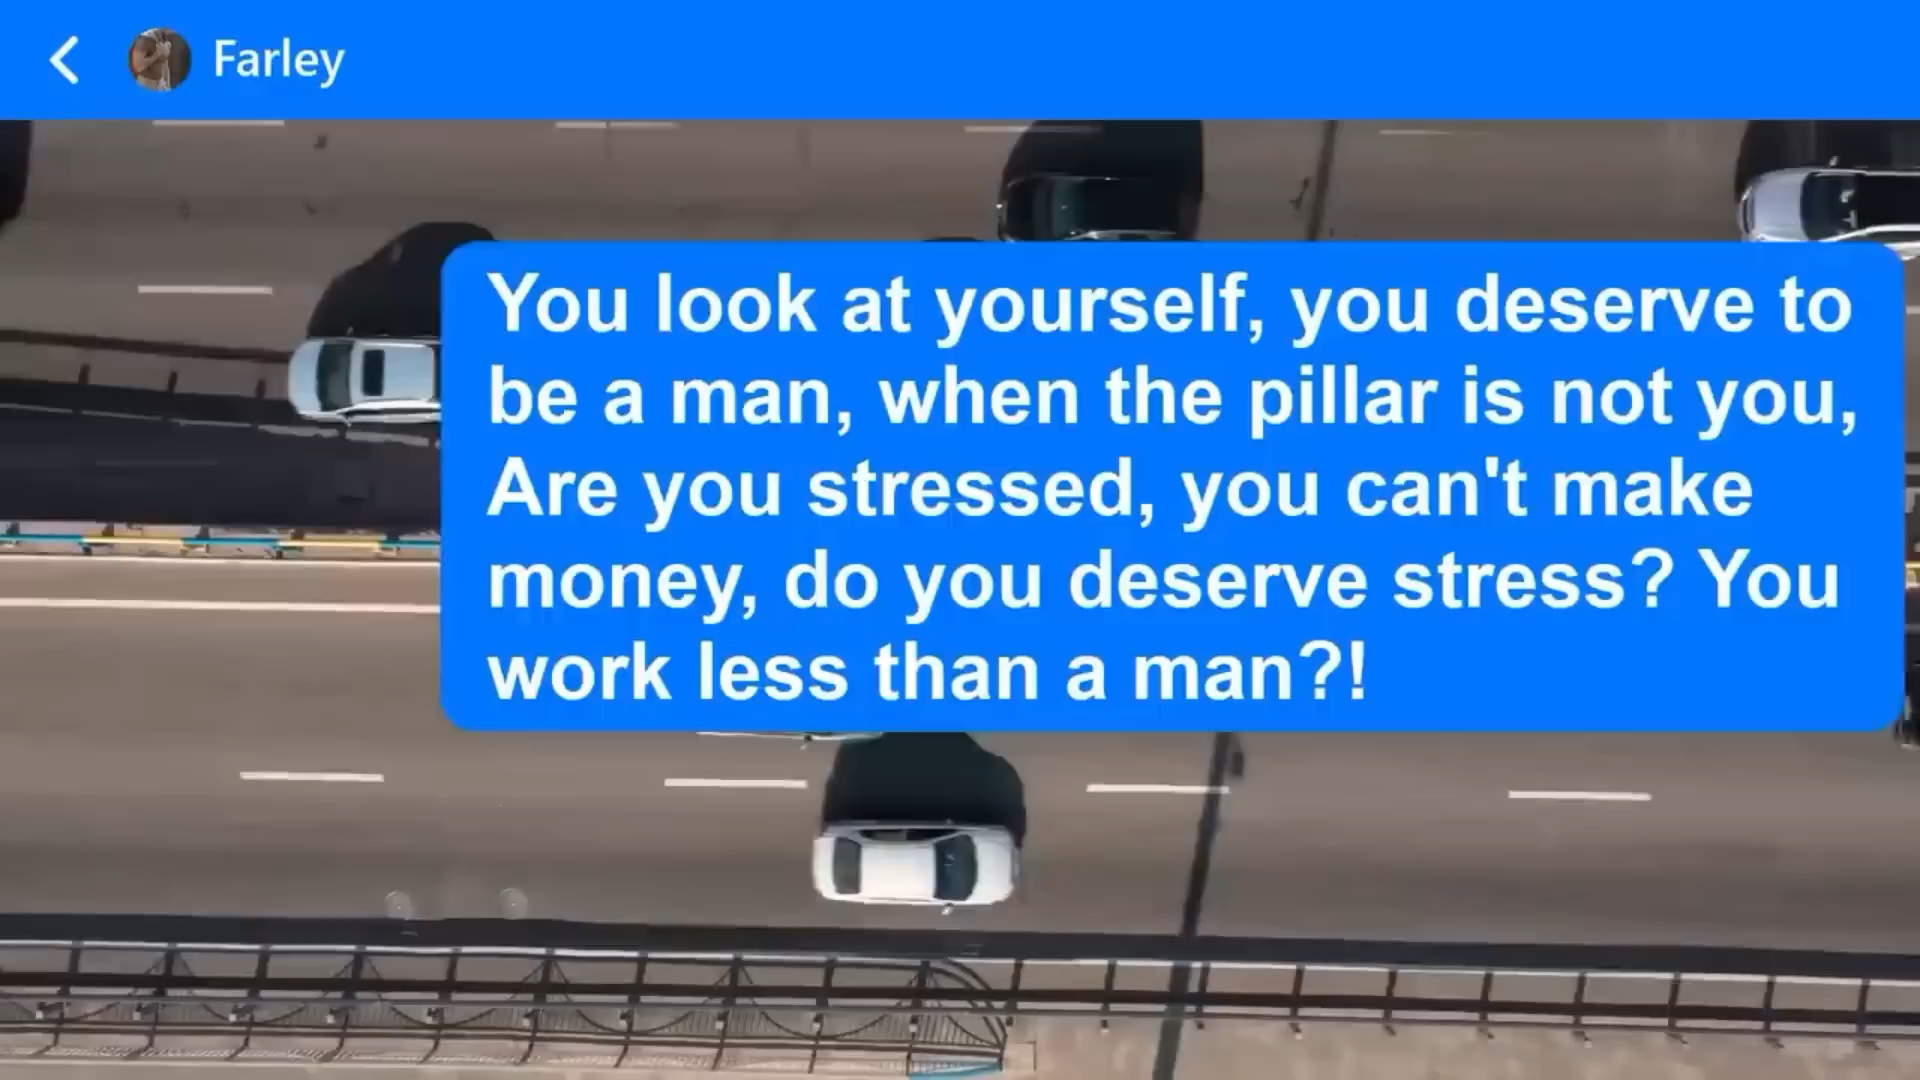 Farley
You look at yourself, you deserve to
be a man, when the pillar is not you,
Are you stressed, you can't make
money, do you deserve stress? You
work less than a man?!